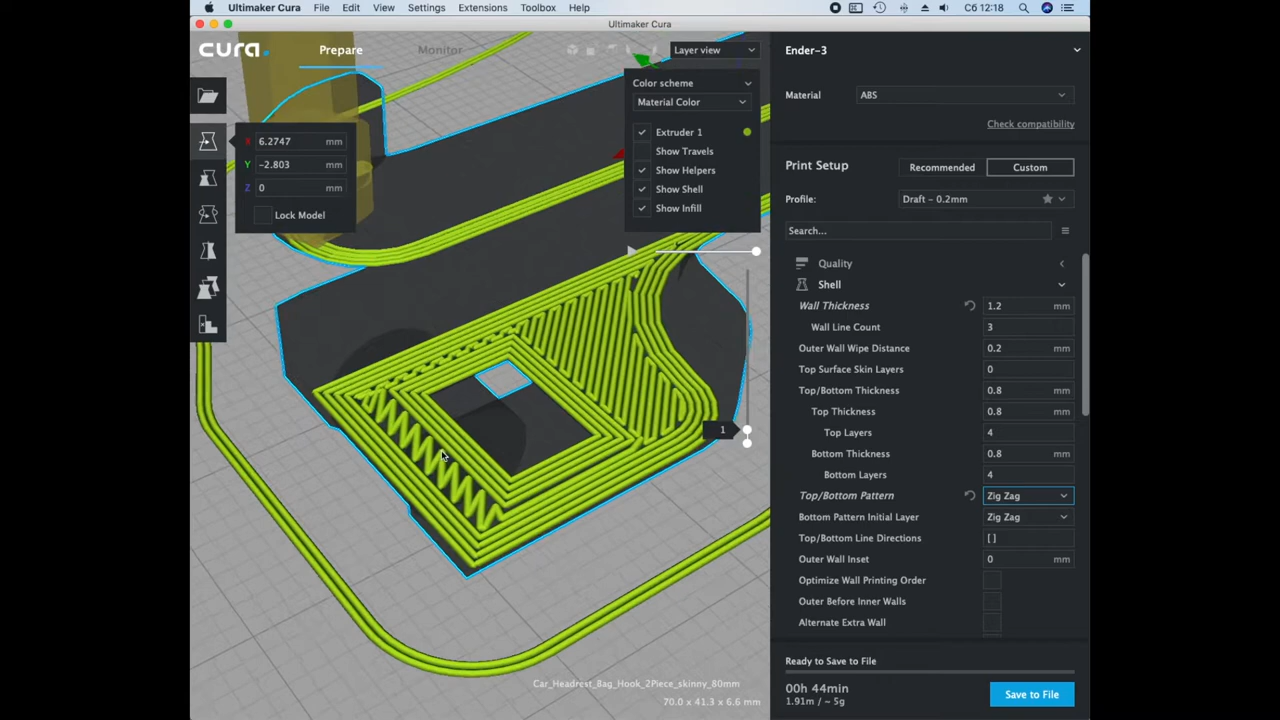 Ultimaker Cura File Edit View Settings Extensions Toolbox Help Сб 12:18
Ultimaker Cura
cura. Prepare Monitor Layer view
Ender-3
Color scheme
Material Color
Material ABS
Check compatibility
X 6.2747 mm
Y -2.803 mm
Z 0 mm
Lock Model
Extruder 1
Show Travels
Show Helpers
Show Shell
Show Infill
Print Setup Recommended Custom
Profile: Draft - 0.2mm
Search...
Quality
Shell
Wall Thickness 1.2 mm
Wall Line Count 3
Outer Wall Wipe Distance 0.2 mm
Top Surface Skin Layers 0
Top/Bottom Thickness 0.8 mm
Top Thickness 0.8 mm
Top Layers 4
Bottom Thickness 0.8 mm
Bottom Layers 4
Top/Bottom Pattern Zig Zag
Bottom Pattern Initial Layer Zig Zag
Top/Bottom Line Directions [ ]
Outer Wall Inset 0 mm
Optimize Wall Printing Order
Outer Before Inner Walls
Alternate Extra Wall
1
Car_Headrest_Bag_Hook_2Piece_skinny_80mm
70.0 x 41.3 x 6.6 mm
Ready to Save to File
00h 44min
1.91m / ~ 5g
Save to File